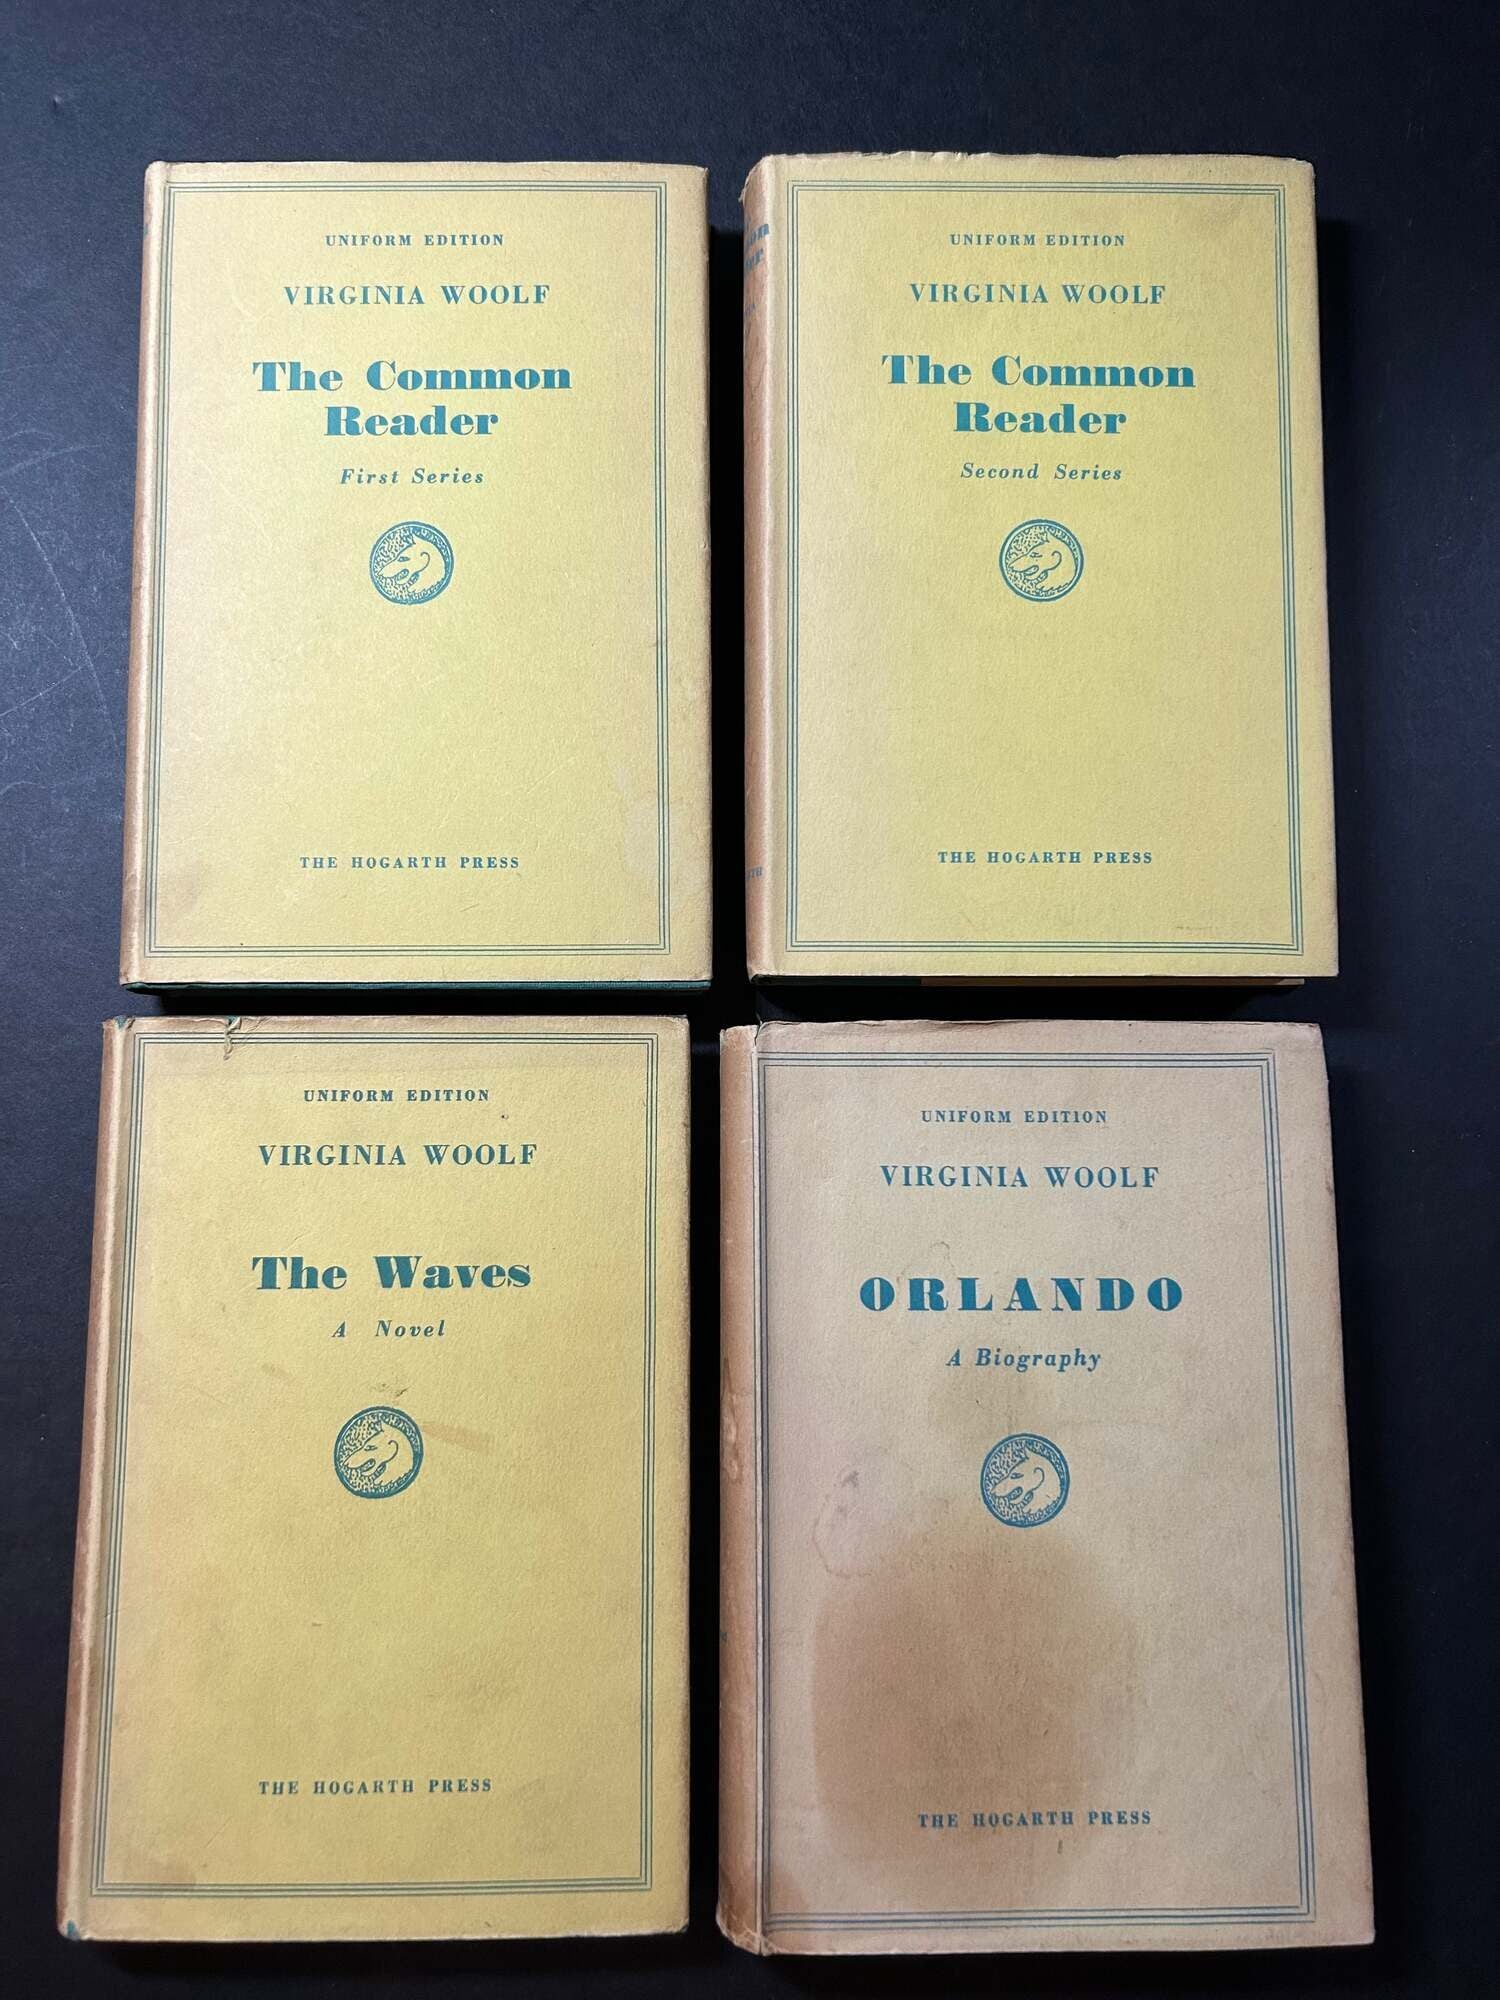 UNIFORM EDITION
VIRGINIA WOOLF
The Common
Reader
First Series
THE HOGARTH PRESS
UNIFORM EDITION
VIRGINIA WOOLF
The Common
Reader
Second Series
THE HOGARTH PRESS
UNIFORM EDITION
VIRGINIA WOOLF
The Waves
A Novel
THE HOGARTH PRESS
UNIFORM EDITION
VIRGINIA WOOLF
ORLANDO
A Biography
THE HOGARTH PRESS